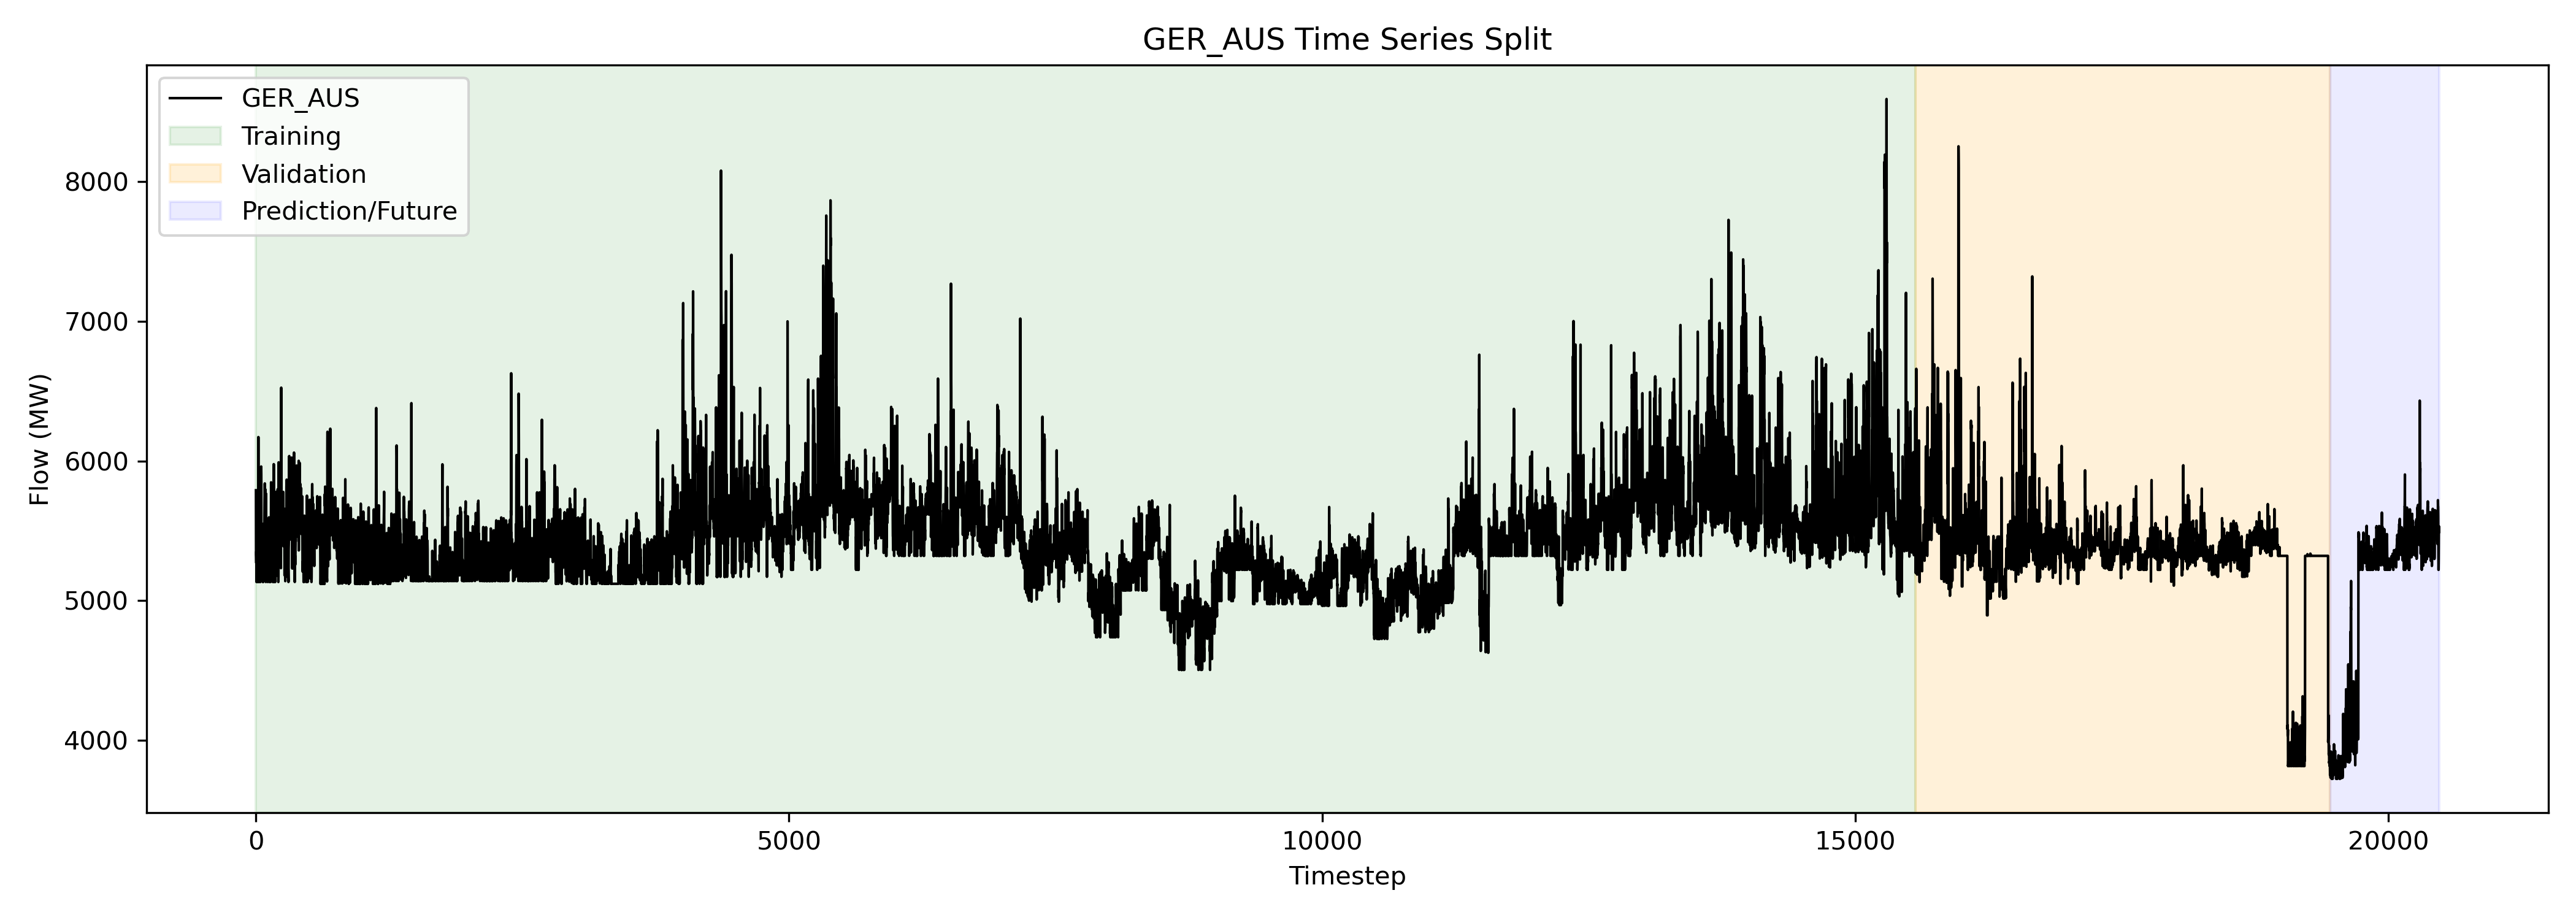 GER_AUS Time Series Split
GER_AUS
Training
Validation
Prediction/Future
Flow (MW)
8000
7000
6000
5000
4000
0
5000
10000
15000
20000
Timestep